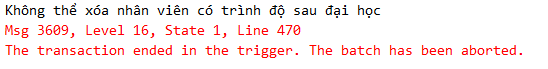 Không thể xóa nhân viên có trình độ sau đại học
Msg 3609, Level 16, State 1, Line 470
The transaction ended in the trigger. The batch has been aborted.